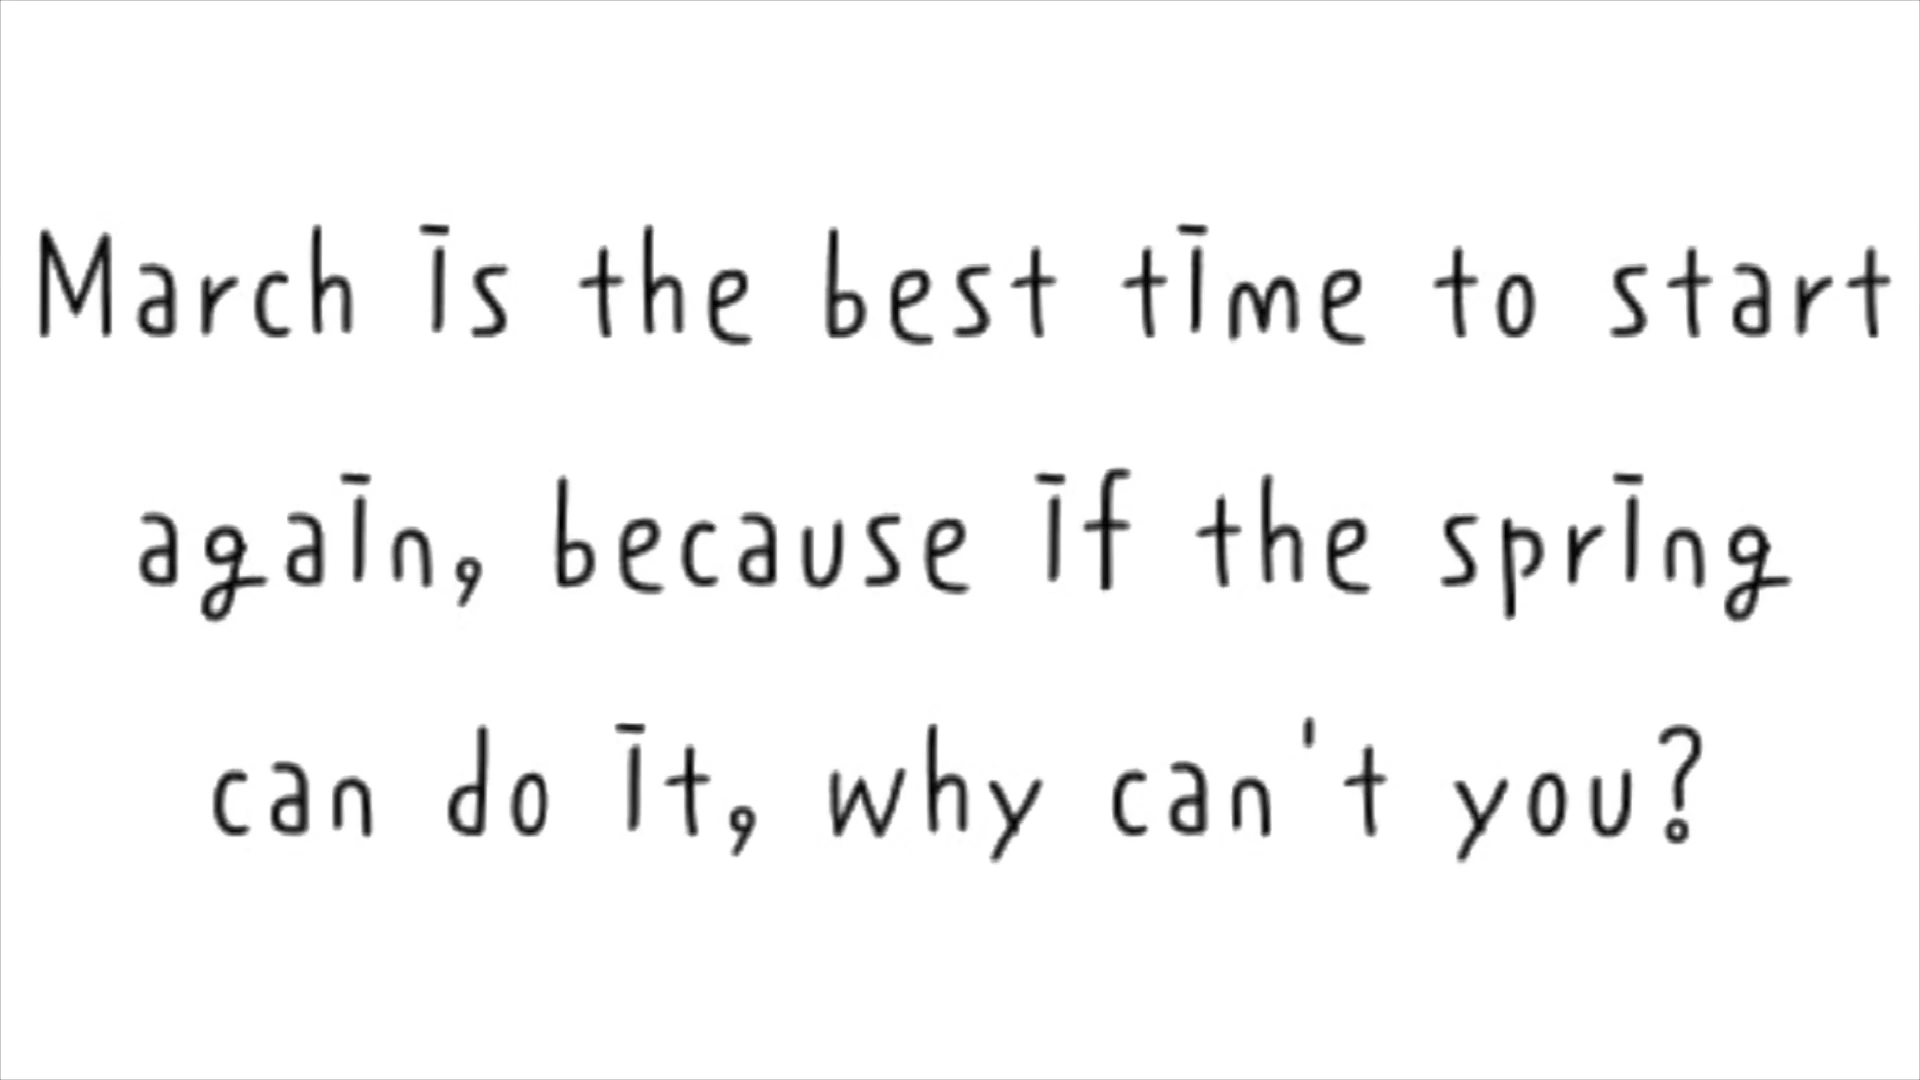 March is the best time to start
again, because if the spring
can do it, why can't you?